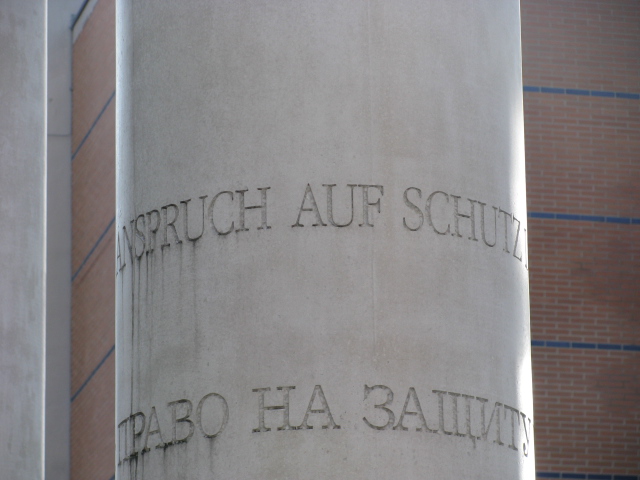 ANSPRUCH AUF SCHUTZ
ПРАВО НА ЗАЩИТУ